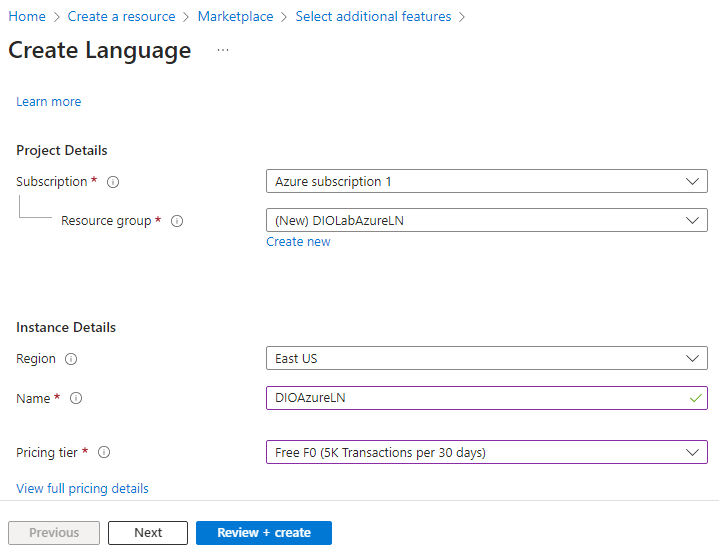 Home > Create a resource > Marketplace > Select additional features >
Create Language ...
Learn more
Project Details
Subscription * Azure subscription 1
Resource group * (New) DIOLabAzureLN
Create new
Instance Details
Region East US
Name * DIOAzureLN
Pricing tier * Free F0 (5K Transactions per 30 days)
View full pricing details
Previous Next Review + create